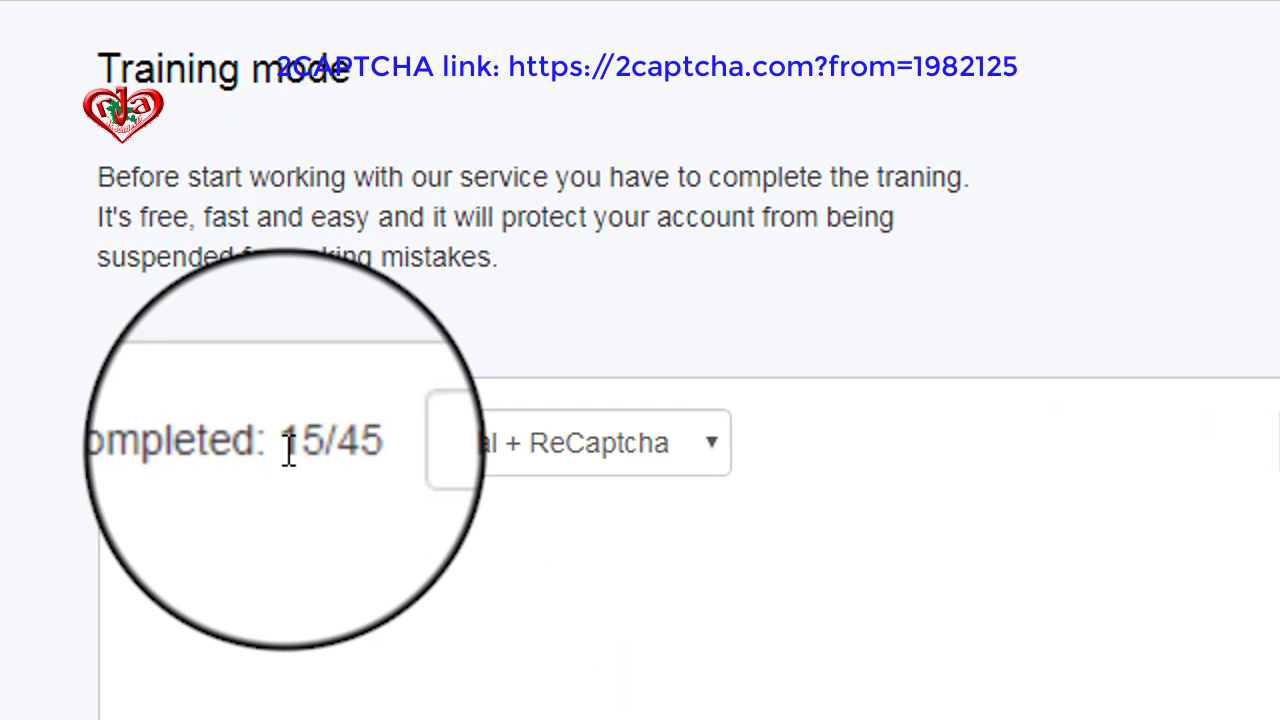 Training mode
2CAPTCHA link: https://2captcha.com?from=1982125
Before start working with our service you have to complete the traning.
It's free, fast and easy and it will protect your account from being
suspended mistakes.
ompleted: 15/45
al + ReCaptcha